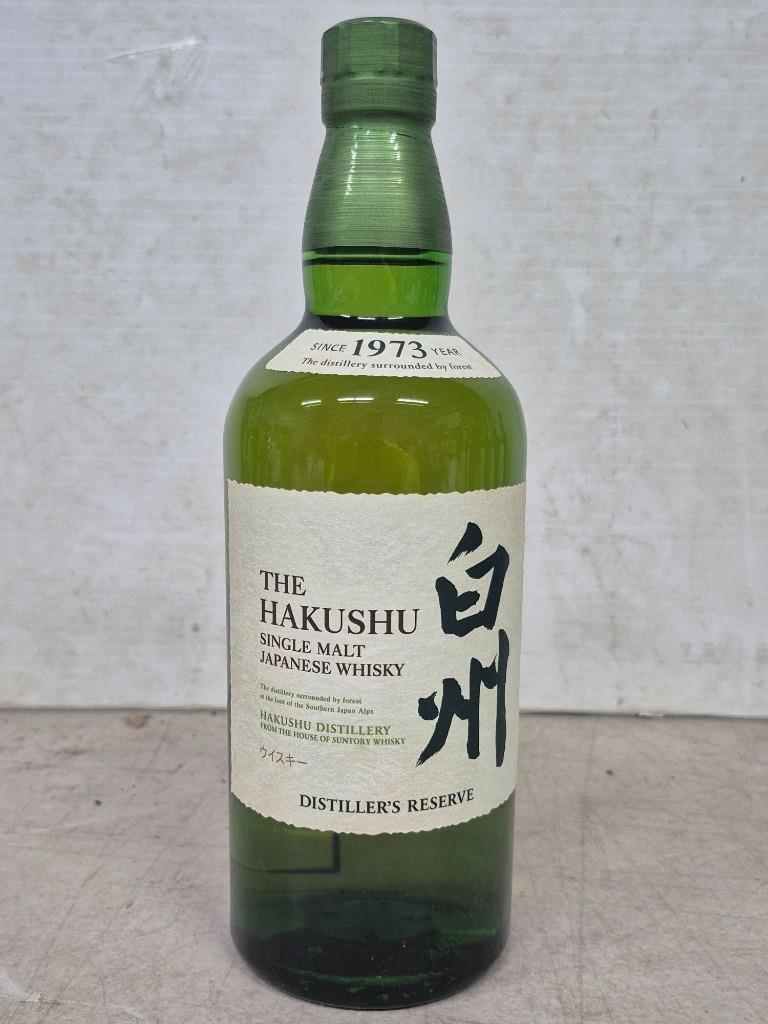 SINCE 1973 YEAR
The distillery surrounded by forest
白州
THE
HAKUSHU
SINGLE MALT
JAPANESE WHISKY
The distillery surrounded by forest
at the foot of the Southern Japan Alps
HAKUSHU DISTILLERY
FROM THE HOUSE OF SUNTORY WHISKY
ウイスキー
DISTILLER'S RESERVE